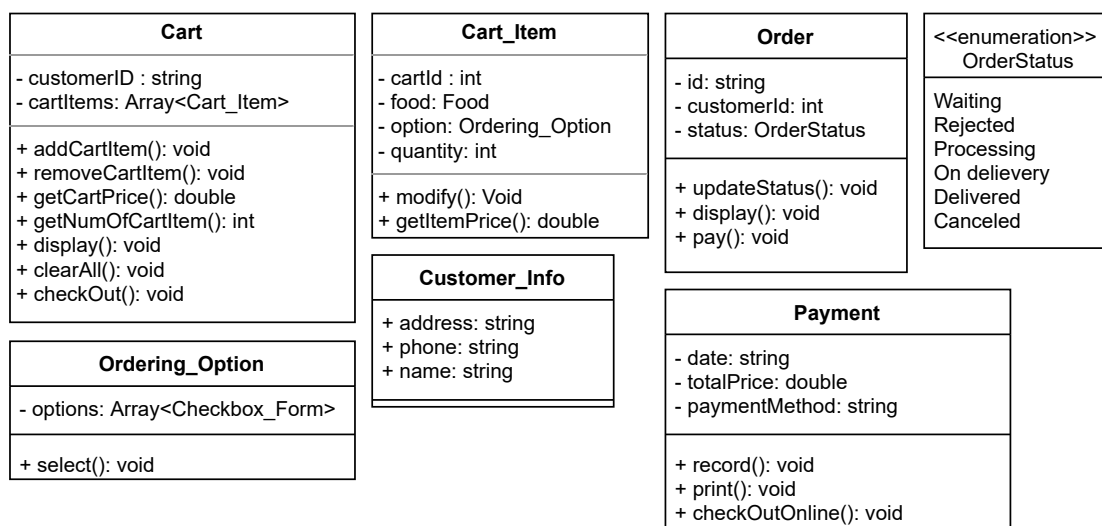 Cart
- customerID : string
- cartItems: Array<Cart_Item>
+ addCartItem(): void
+ removeCartItem(): void
+ getCartPrice(): double
+ getNumOfCartItem(): int
+ display(): void
+ clearAll(): void
+ checkOut(): void
Cart_Item
- cartId : int
- food: Food
- option: Ordering_Option
- quantity: int
+ modify(): Void
+ getItemPrice(): double
Order
- id: string
- customerId: int
- status: OrderStatus
+ updateStatus(): void
+ display(): void
+ pay(): void
<<enumeration>>
OrderStatus
Waiting
Rejected
Processing
On delievery
Delivered
Canceled
Customer_Info
+ address: string
+ phone: string
+ name: string
Ordering_Option
- options: Array<Checkbox_Form>
+ select(): void
Payment
- date: string
- totalPrice: double
- paymentMethod: string
+ record(): void
+ print(): void
+ checkOutOnline(): void